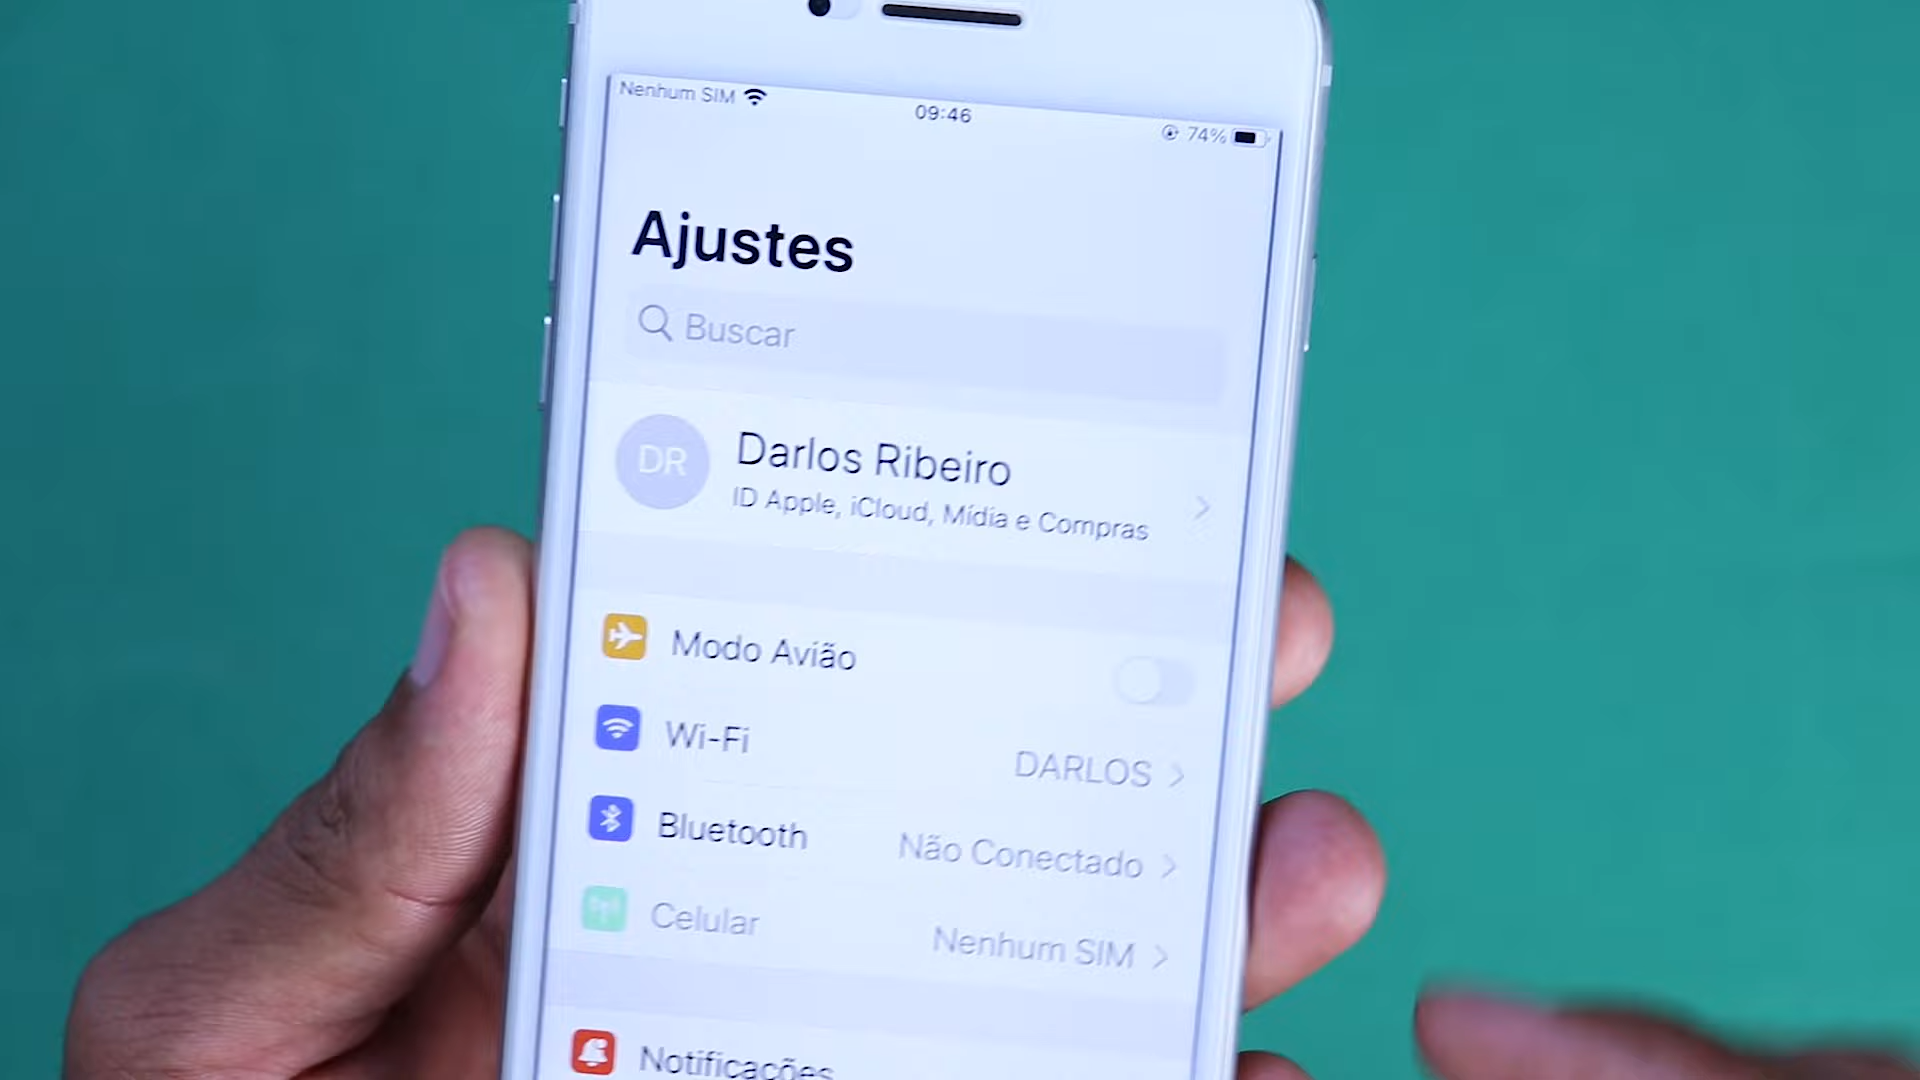 Nenhum SIM
09:46
74%
Ajustes
Buscar
DR
Darlos Ribeiro
ID Apple, iCloud, Mídia e Compras
Modo Avião
Wi-Fi
DARLOS
Bluetooth
Não Conectado
Celular
Nenhum SIM
Notificações